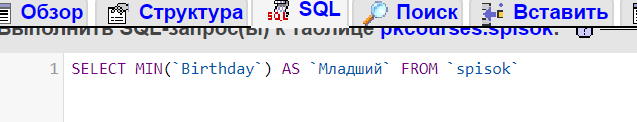 Обзор Структура SQL Поиск Вставить
Выполнить SQL-запрос(ы) к таблице pkcourses.spisok:
1 SELECT MIN(`Birthday`) AS `Младший` FROM `spisok`